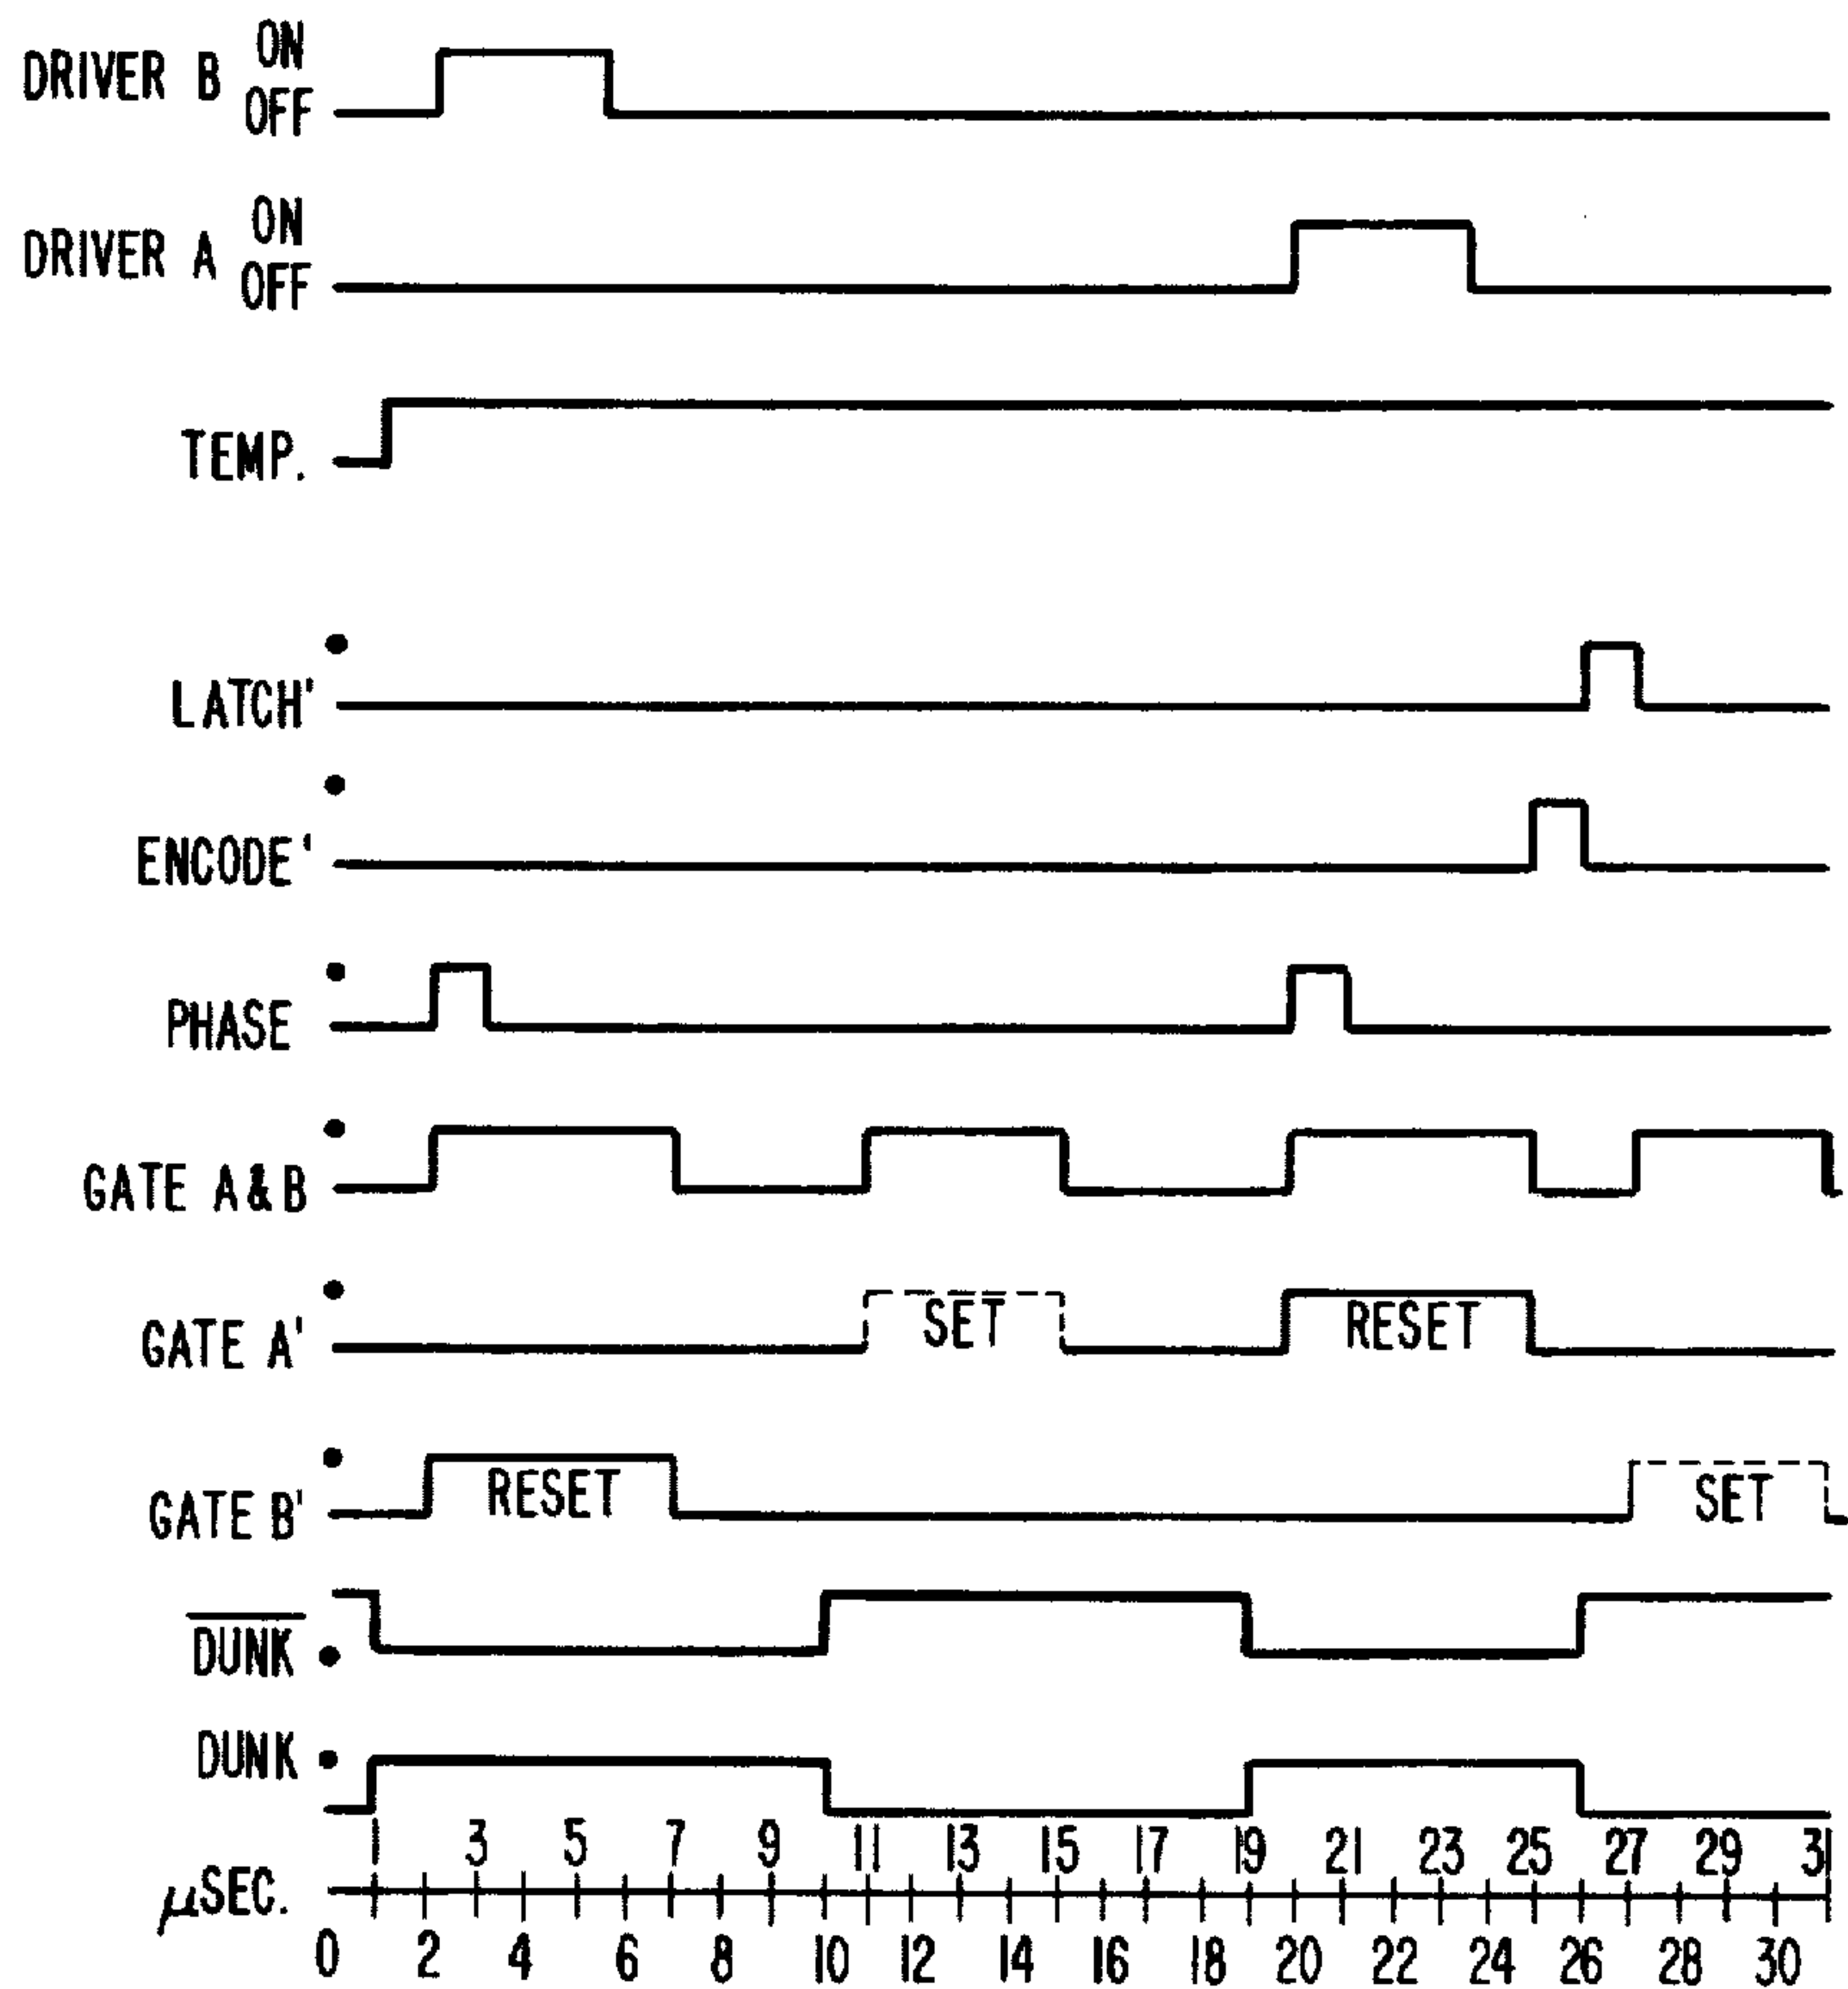 DRIVER B ON
OFF
DRIVER A ON
OFF
TEMP.
LATCH'
ENCODE'
PHASE
GATE A&B
GATE A' SET RESET
GATE B' RESET SET
DUNK
DUNK
1 3 5 7 9 11 13 15 17 19 21 23 25 27 29 31
μSEC.
0 2 4 6 8 10 12 14 16 18 20 22 24 26 28 30